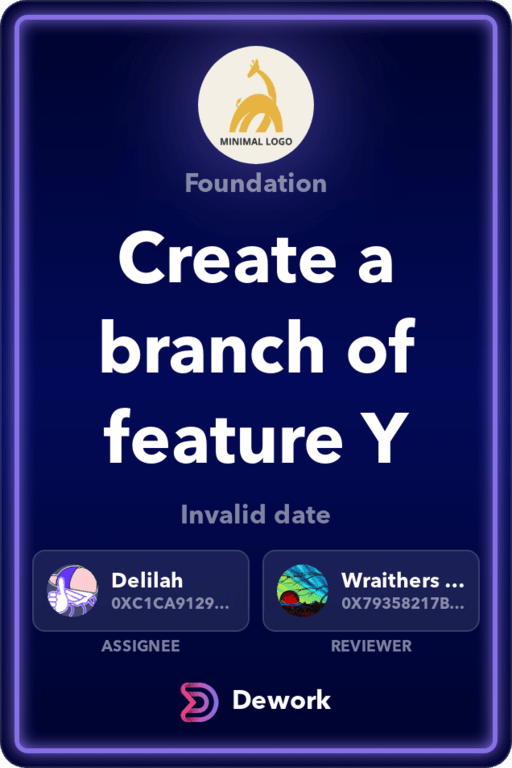 MINIMAL LOGO
Foundation
Create a
branch of
feature Y
Invalid date
Delilah
0XC1CA9129...
Wraithers ...
0X79358217B...
ASSIGNEE
REVIEWER
Dework